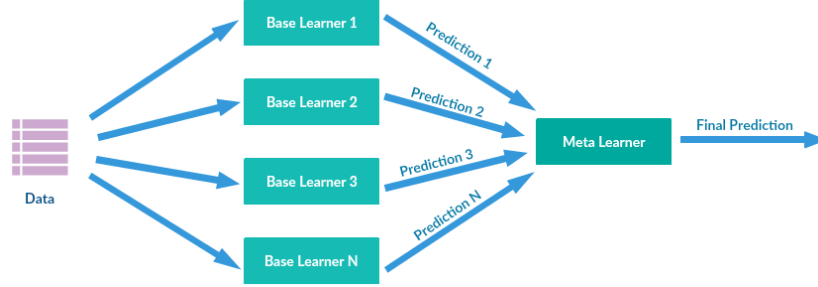 Base Learner 1
Prediction 1
Base Learner 2
Prediction 2
Meta Learner
Final Prediction
Base Learner 3
Prediction 3
Data
Base Learner N
Prediction N